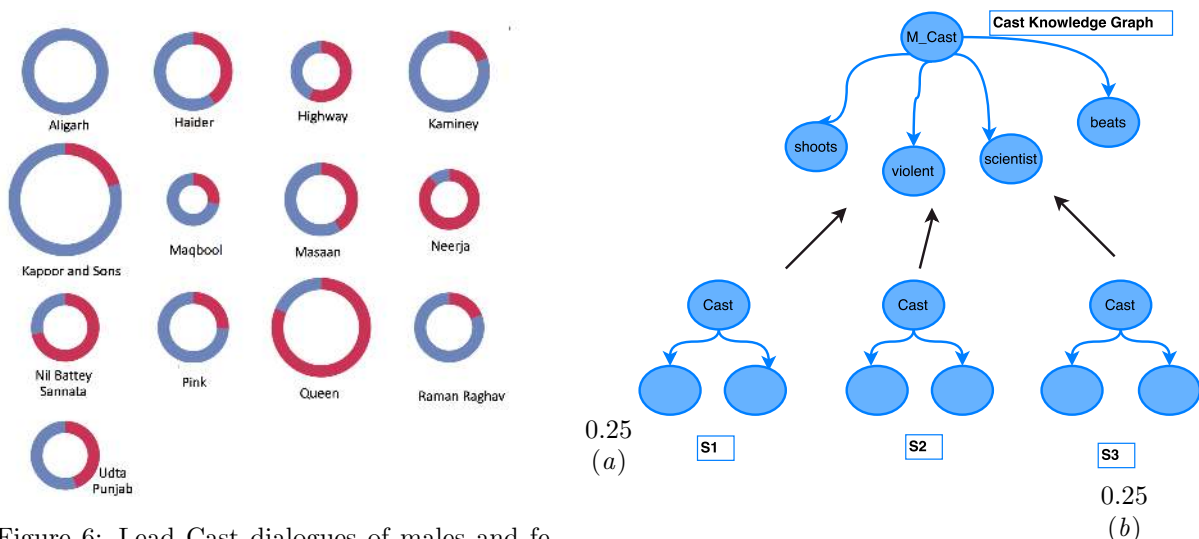 Aligarh
Haider
Highway
Kaminey
Kapoor and Sons
Maqbool
Masaan
Neerja
Nil Battey
Sannata
Pink
Queen
Raman Raghav
Udta
Punjab
Cast Knowledge Graph
M_Cast
shoots
violent
scientist
beats
Cast
Cast
Cast
S1
S2
S3
0.25
(a)
0.25
(b)
Figure 6: Lead Cast dialogues of males and fe